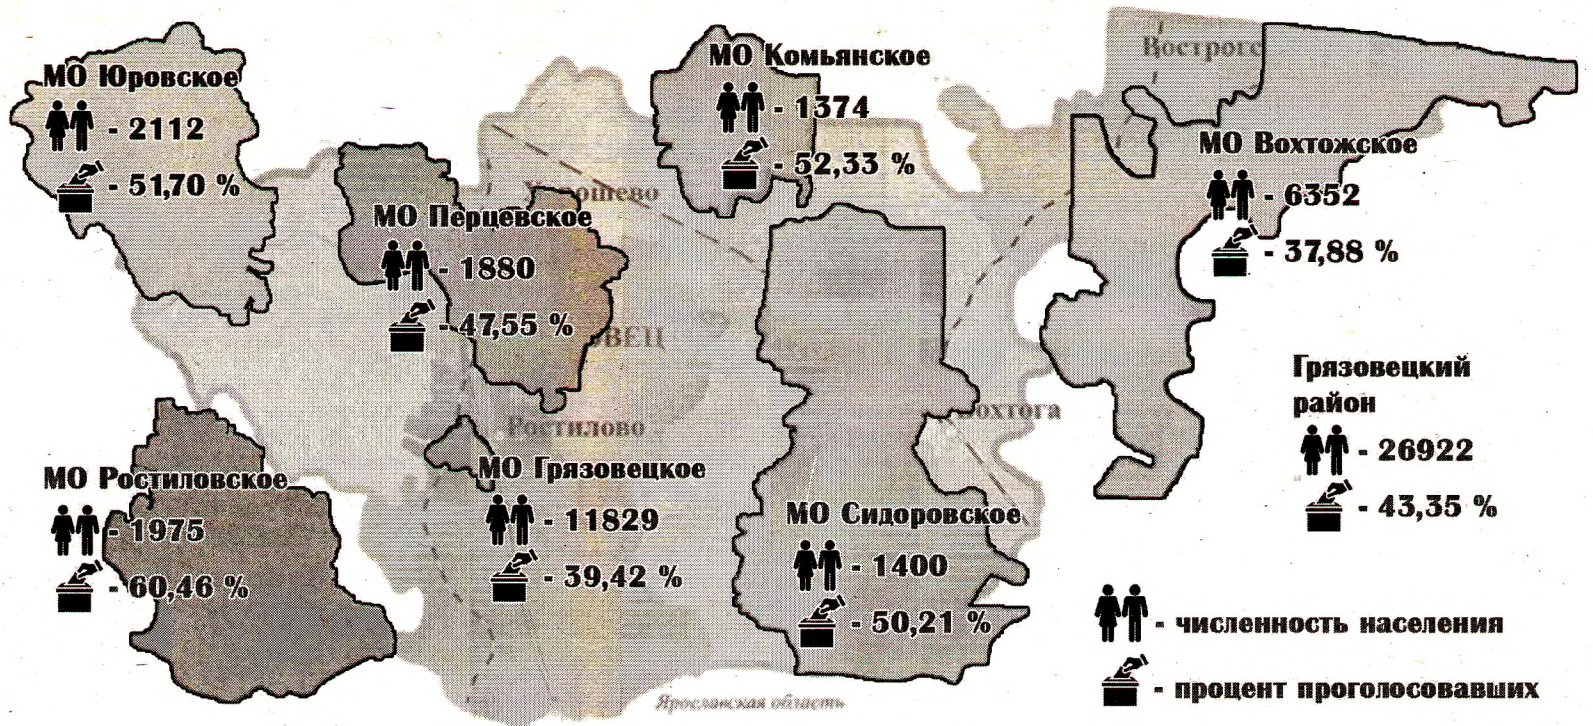 МО Юровское
- 2112
- 51,70 %
МО Комьянское
- 1374
- 52,33 %
МО Вохтожское
- 6352
- 37,88 %
МО Перцевское
- 1880
- 47,55 %
Ростилово
МО Ростиловское
- 1975
- 60,46 %
МО Грязовецкое
- 11829
- 39,42 %
МО Сидоровское
- 1400
- 50,21 %
Грязовецкий
район
- 26922
- 43,35 %
- численность населения
- процент проголосовавших
Ярославская область